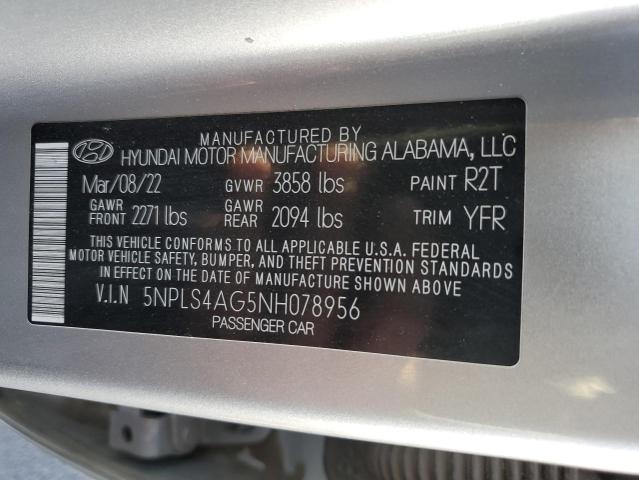 MANUFACTURED BY
HYUNDAI MOTOR MANUFACTURING ALABAMA, LLC
Mar/08/22 GVWR 3858 lbs PAINT R2T
GAWR FRONT 2271 lbs GAWR REAR 2094 lbs TRIM YFR
THIS VEHICLE CONFORMS TO ALL APPLICABLE U.S.A. FEDERAL
MOTOR VEHICLE SAFETY, BUMPER, AND THEFT PREVENTION STANDARDS
IN EFFECT ON THE DATE OF MANUFACTURE SHOWN ABOVE.
V.I.N 5NPLS4AG5NH078956
PASSENGER CAR